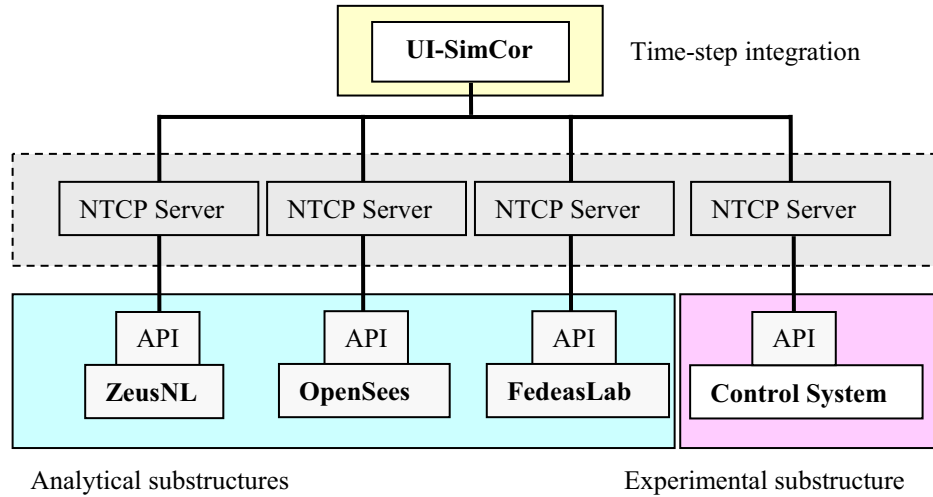 UI-SimCor
Time-step integration
NTCP Server
NTCP Server
NTCP Server
NTCP Server
API
API
API
API
ZeusNL
OpenSees
FedeasLab
Control System
Analytical substructures
Experimental substructure